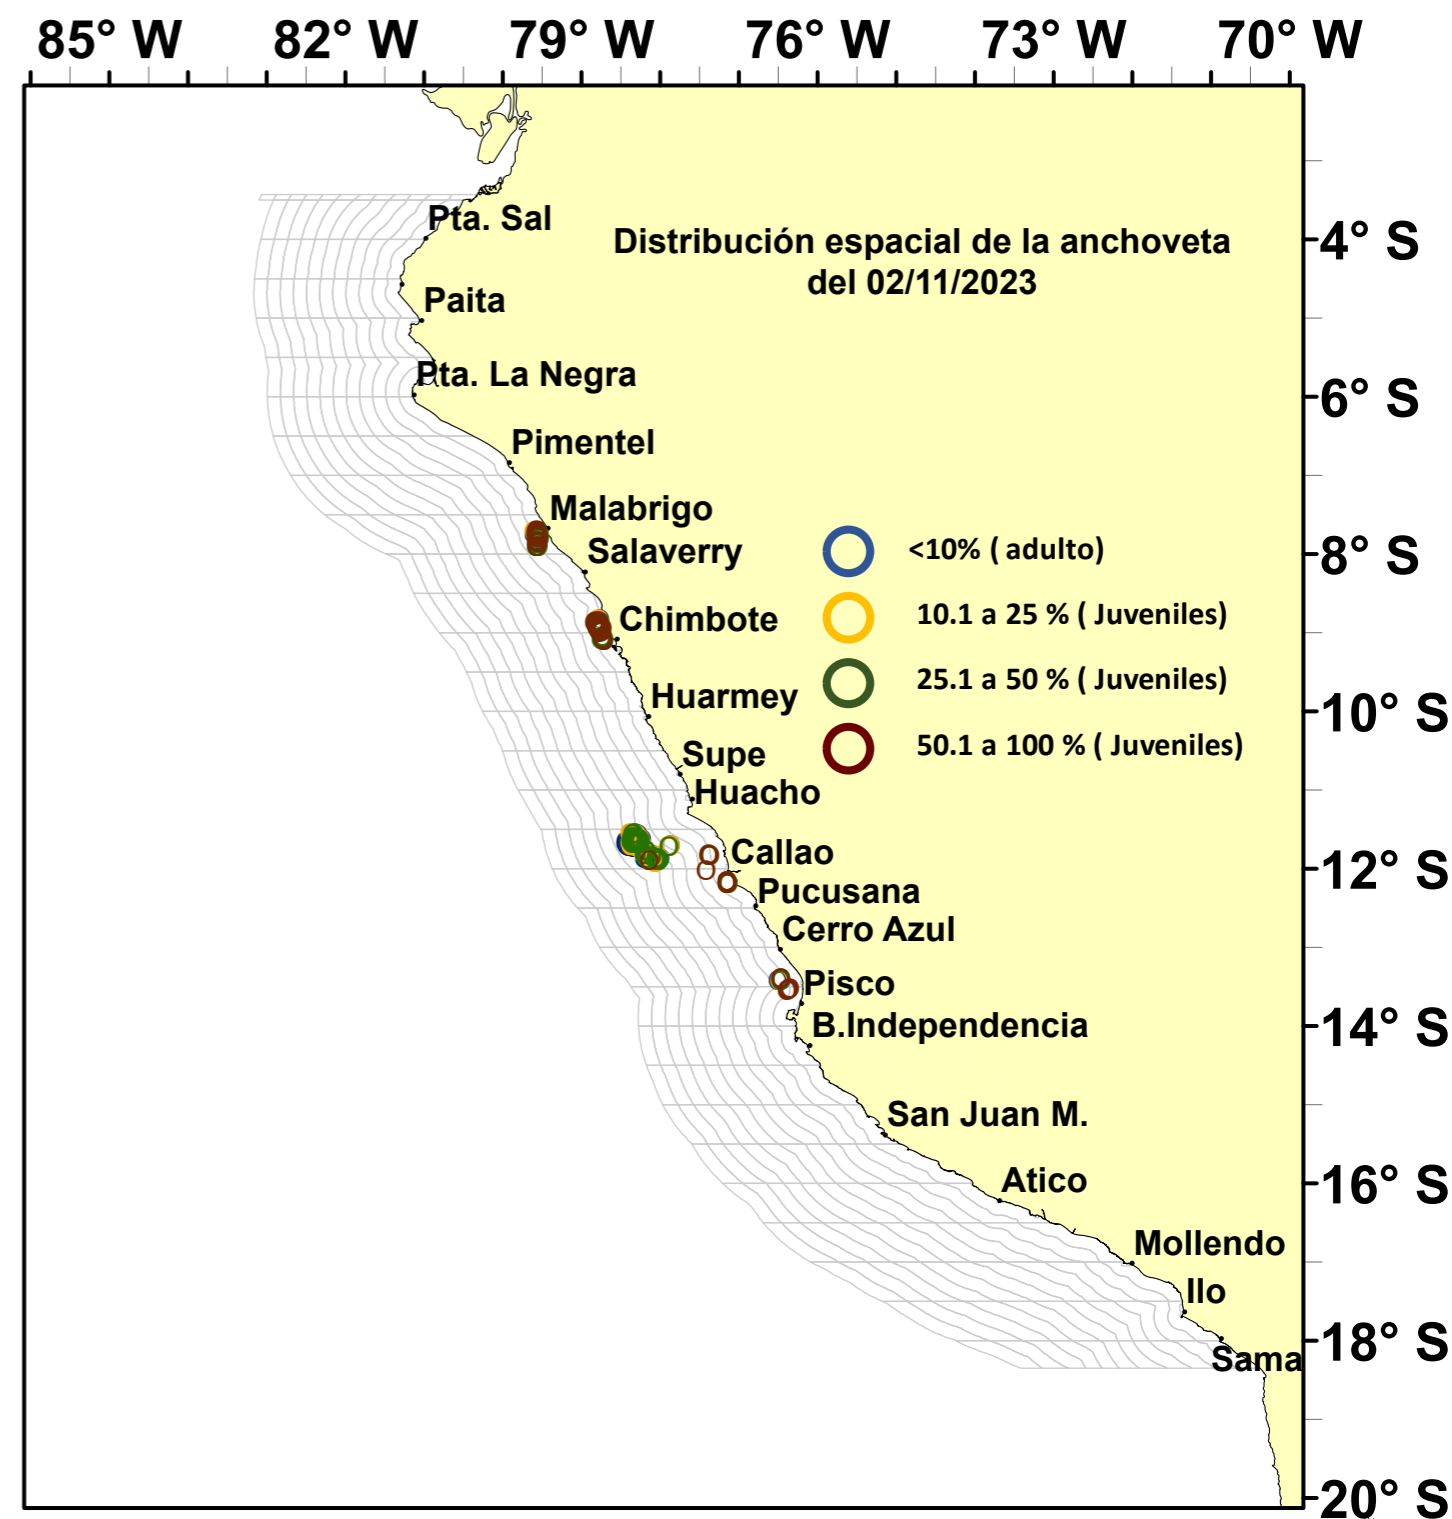 85° W 82° W 79° W 76° W 73° W 70° W
Pta. Sal
Distribución espacial de la anchoveta
del 02/11/2023
4° S
Paita
Pta. La Negra
6° S
Pimentel
Malabrigo
Salaverry
<10% ( adulto)
8° S
Chimbote
10.1 a 25 % ( Juveniles)
25.1 a 50 % ( Juveniles)
Huarmey
10° S
50.1 a 100 % ( Juveniles)
Supe
Huacho
Callao
12° S
Pucusana
Cerro Azul
Pisco
B.Independencia
14° S
San Juan M.
Atico
16° S
Mollendo
Ilo
18° S
Sama
20° S